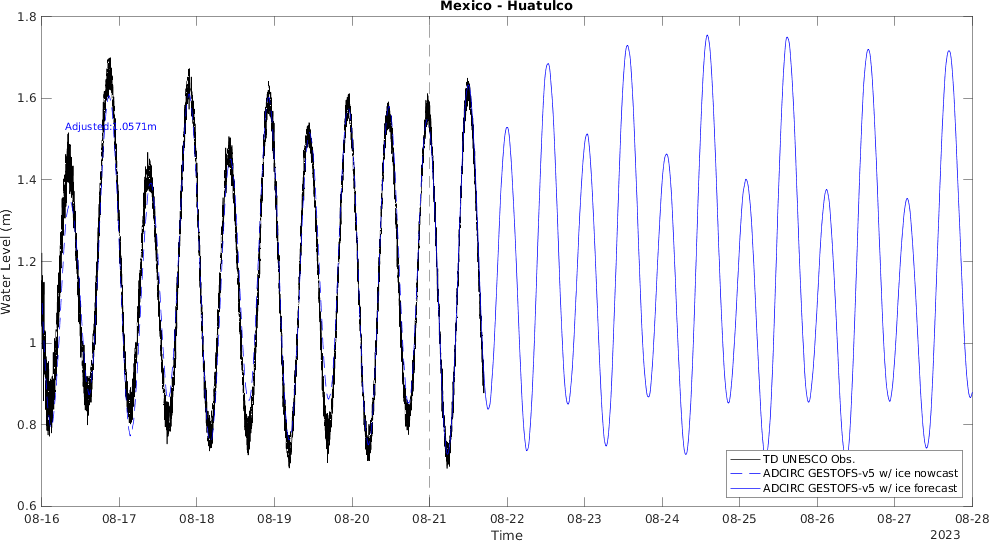 Mexico - Huatulco
1.8
1.6
1.4
1.2
1
0.8
0.6
Water Level (m)
Adjusted:1.0571m
TD UNESCO Obs.
ADCIRC GESTOFS-v5 w/ ice nowcast
ADCIRC GESTOFS-v5 w/ ice forecast
08-16 08-17 08-18 08-19 08-20 08-21 08-22 08-23 08-24 08-25 08-26 08-27 08-28
Time
2023